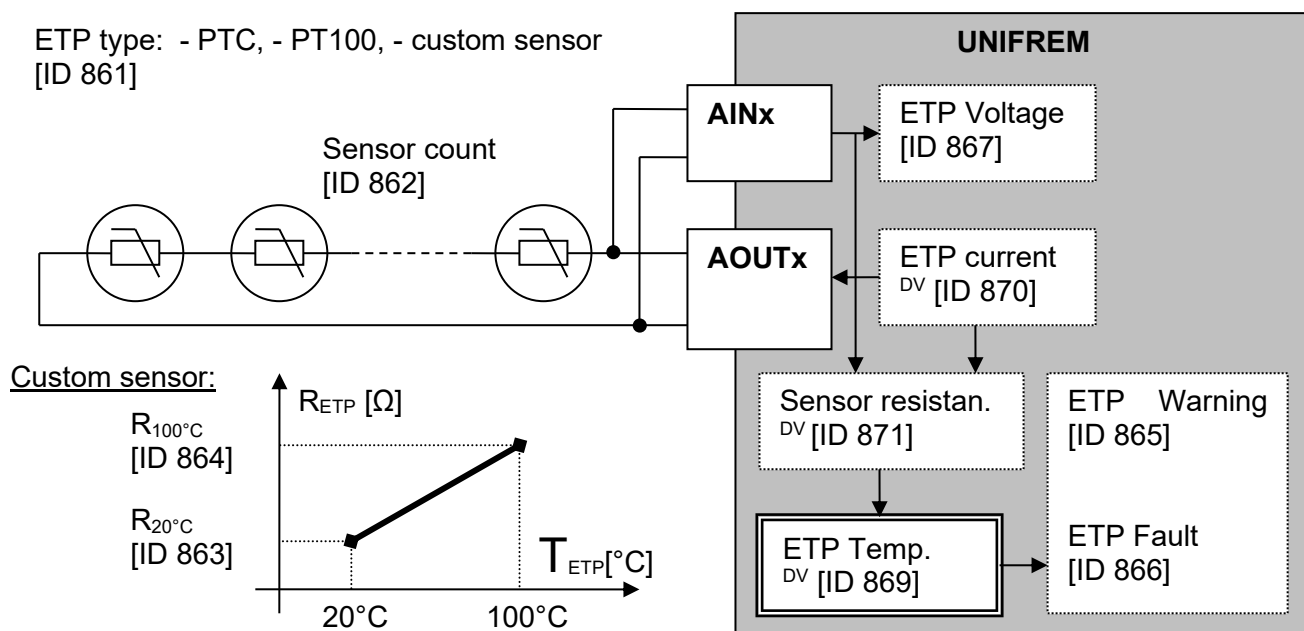 ETP type: - PTC, - PT100, - custom sensor
[ID 861]
UNIFREM
AINx
ETP Voltage
[ID 867]
Sensor count
[ID 862]
AOUTx
ETP current
DV [ID 870]
Custom sensor:
RETP [Ω]
R100°C
[ID 864]
R20°C
[ID 863]
TETP[°C]
20°C
100°C
Sensor resistan.
DV [ID 871]
ETP Warning
[ID 865]
ETP Temp.
DV [ID 869]
ETP Fault
[ID 866]